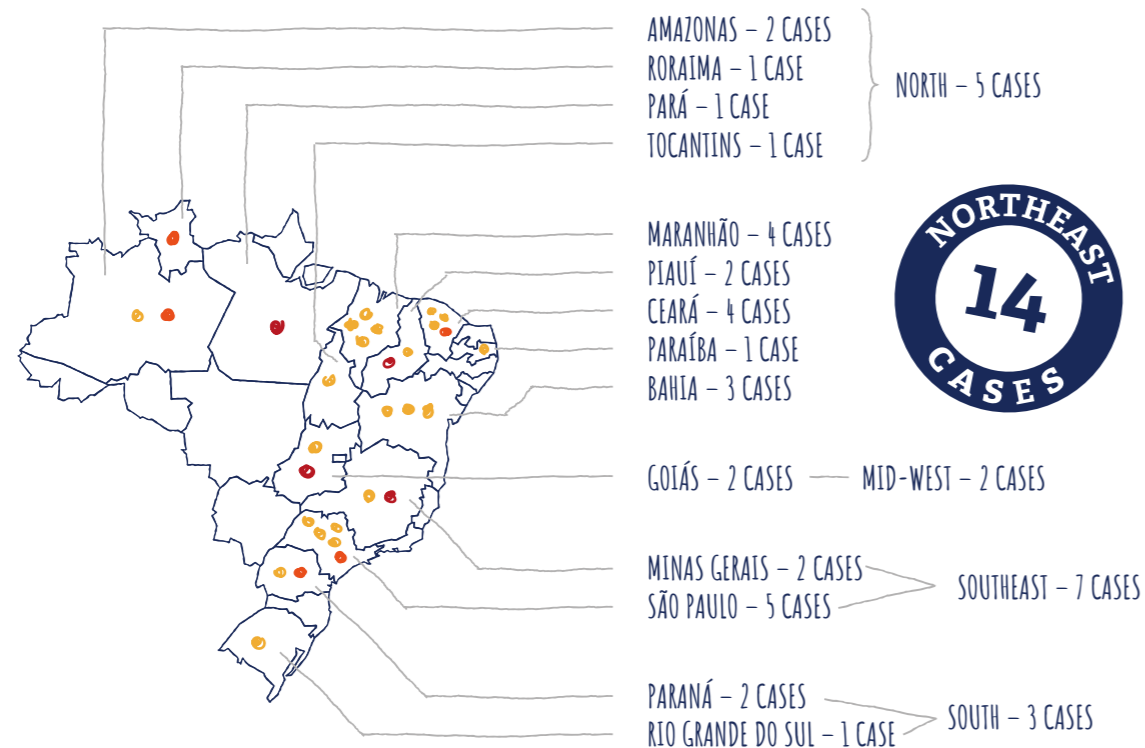 AMAZONAS – 2 CASES
RORAIMA – 1 CASE
PARÁ – 1 CASE
TOCANTINS – 1 CASE
NORTH – 5 CASES
MARANHÃO – 4 CASES
PIAUÍ – 2 CASES
CEARÁ – 4 CASES
PARAÍBA – 1 CASE
BAHIA – 3 CASES
NORTHEAST
14
CASES
GOIÁS – 2 CASES
MID-WEST – 2 CASES
MINAS GERAIS – 2 CASES
SÃO PAULO – 5 CASES
SOUTHEAST – 7 CASES
PARANÁ – 2 CASES
RIO GRANDE DO SUL – 1 CASE
SOUTH – 3 CASES